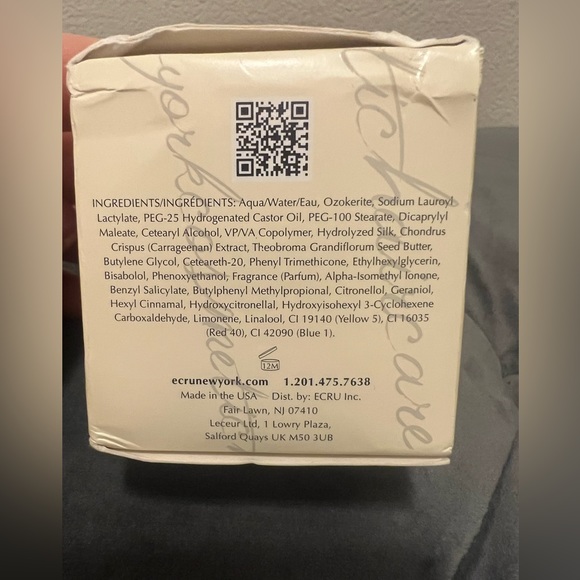 INGREDIENTS/INGRÉDIENTS: Aqua/Water/Eau, Ozokerite, Sodium Lauroyl
Lactylate, PEG-25 Hydrogenated Castor Oil, PEG-100 Stearate, Dicaprylyl
Maleate, Cetearyl Alcohol, VP/VA Copolymer, Hydrolyzed Silk, Chondrus
Crispus (Carrageenan) Extract, Theobroma Grandiflorum Seed Butter,
Butylene Glycol, Ceteareth-20, Phenyl Trimethicone, Ethylhexylglycerin,
Bisabolol, Phenoxyethanol, Fragrance (Parfum), Alpha-Isomethyl Ionone,
Benzyl Salicylate, Butylphenyl Methylpropional, Citronellol, Geraniol,
Hexyl Cinnamal, Hydroxycitronellal, Hydroxyisohexyl 3-Cyclohexene
Carboxaldehyde, Limonene, Linalool, CI 19140 (Yellow 5), CI 16035
(Red 40), CI 42090 (Blue 1).
12M
ecrunewyork.com 1.201.475.7638
Made in the USA Dist. by: ECRU Inc.
Fair Lawn, NJ 07410
Leceur Ltd, 1 Lowry Plaza,
Salford Quays UK M50 3UB